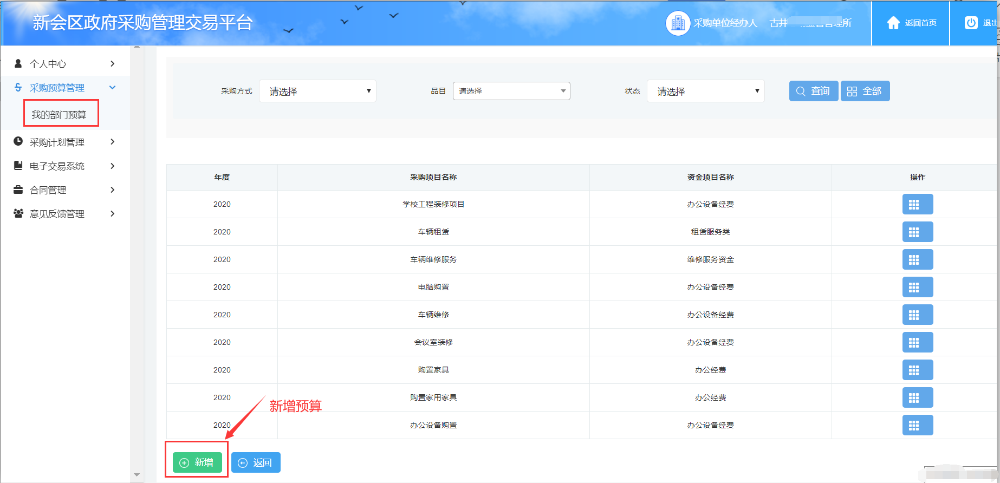 新会区政府采购管理交易平台
采购单位经办人 古井 管理所
返回首页
退出
个人中心
采购预算管理
我的部门预算
采购计划管理
电子交易系统
合同管理
意见反馈管理
采购方式 请选择 品目 请选择 状态 请选择 查询 全部
年度 采购项目名称 资金项目名称 操作
2020 学校工程装修项目 办公设备经费
2020 车辆租赁 租赁服务类
2020 车辆维修服务 维修服务资金
2020 电脑购置 办公设备经费
2020 车辆维修 办公设备经费
2020 会议室装修 办公设备经费
2020 购置家具 办公经费
2020 购置家用家具 办公经费
新增预算
2020 办公设备购置 办公设备经费
新增 返回